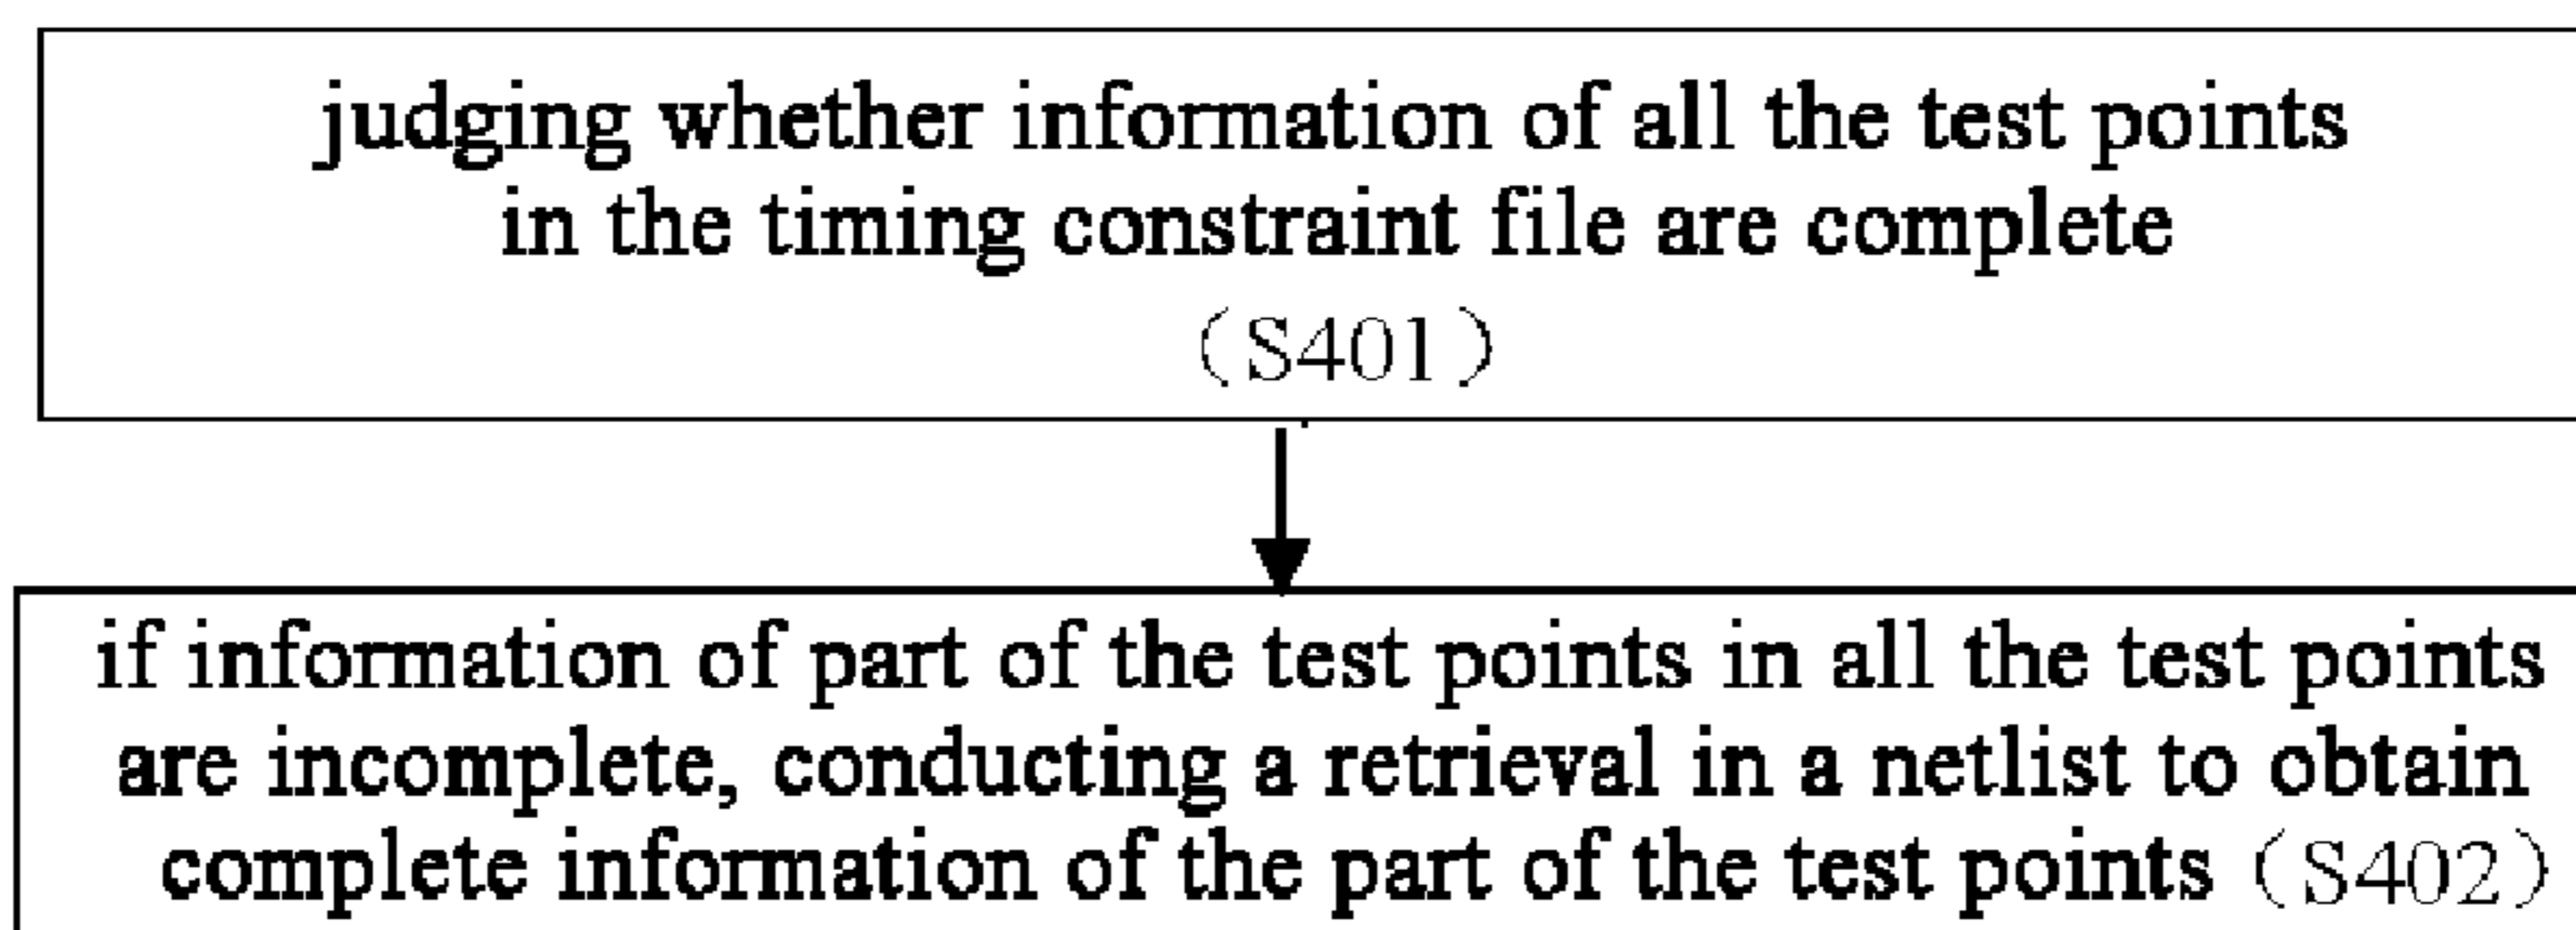 judging whether information of all the test points
in the timing constraint file are complete
（S401）
if information of part of the test points in all the test points
are incomplete, conducting a retrieval in a netlist to obtain
complete information of the part of the test points（S402）